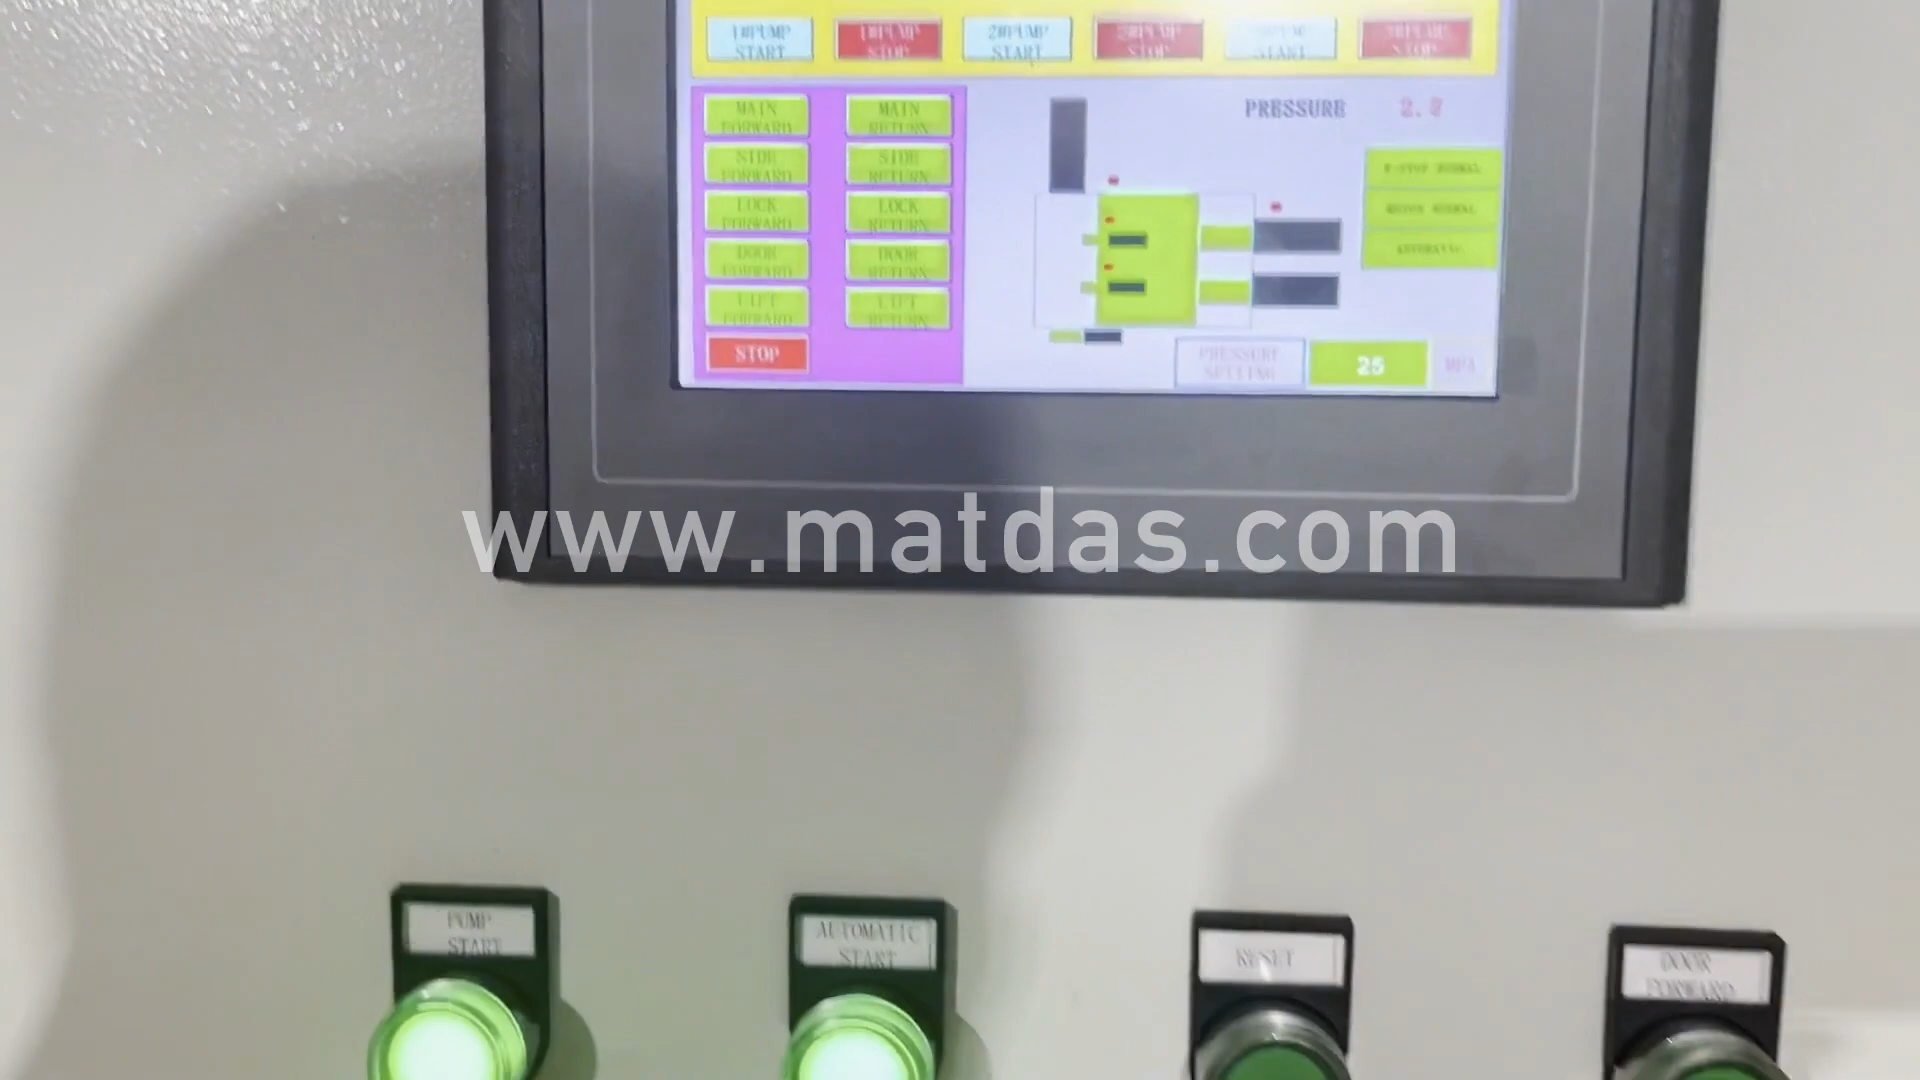 1#PUMP 1#PUMP 2#PUMP 2#PUMP 3#PUMP 3#PUMP
START STOP START STOP START STOP
MAIN MAIN
FORWARD RETURN
SIDE SIDE
FORWARD RETURN
LOCK LOCK
FORWARD RETURN
DOOR DOOR
FORWARD RETURN
LIFT LIFT
FORWARD RETURN
STOP
PRESSURE 2.2
E-STOP NORMAL
MOTOR NORMAL
AUTOMATIC
PRESSURE
SETTING
25 MPA
www.matdas.com
PUMP
START
AUTOMATIC
START
RESET
DOOR
FORWARD